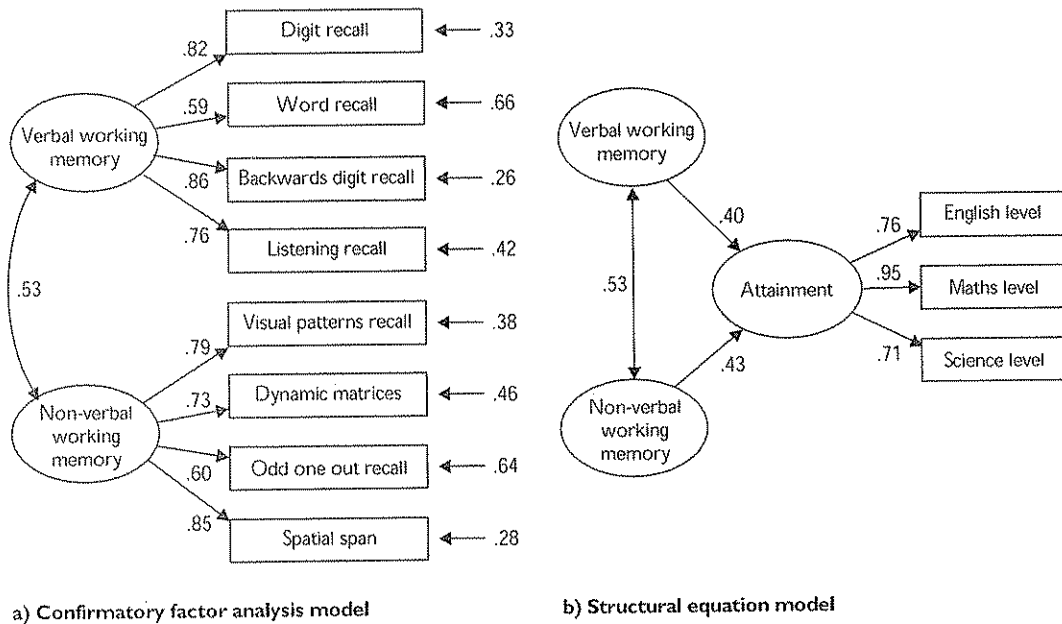 Digit recall
.33
.82
Word recall
.66
.59
Verbal working
memory
Backwards digit recall
.26
.86
Listening recall
.42
.76
.53
Visual patterns recall
.38
.79
Dynamic matrices
.46
.73
Non-verbal
working
memory
Odd one out recall
.64
.60
Spatial span
.28
.85
a) Confirmatory factor analysis model
Verbal working
memory
.40
.53
Attainment
.76
English level
.95
Maths level
.71
Science level
.43
Non-verbal
working
memory
b) Structural equation model